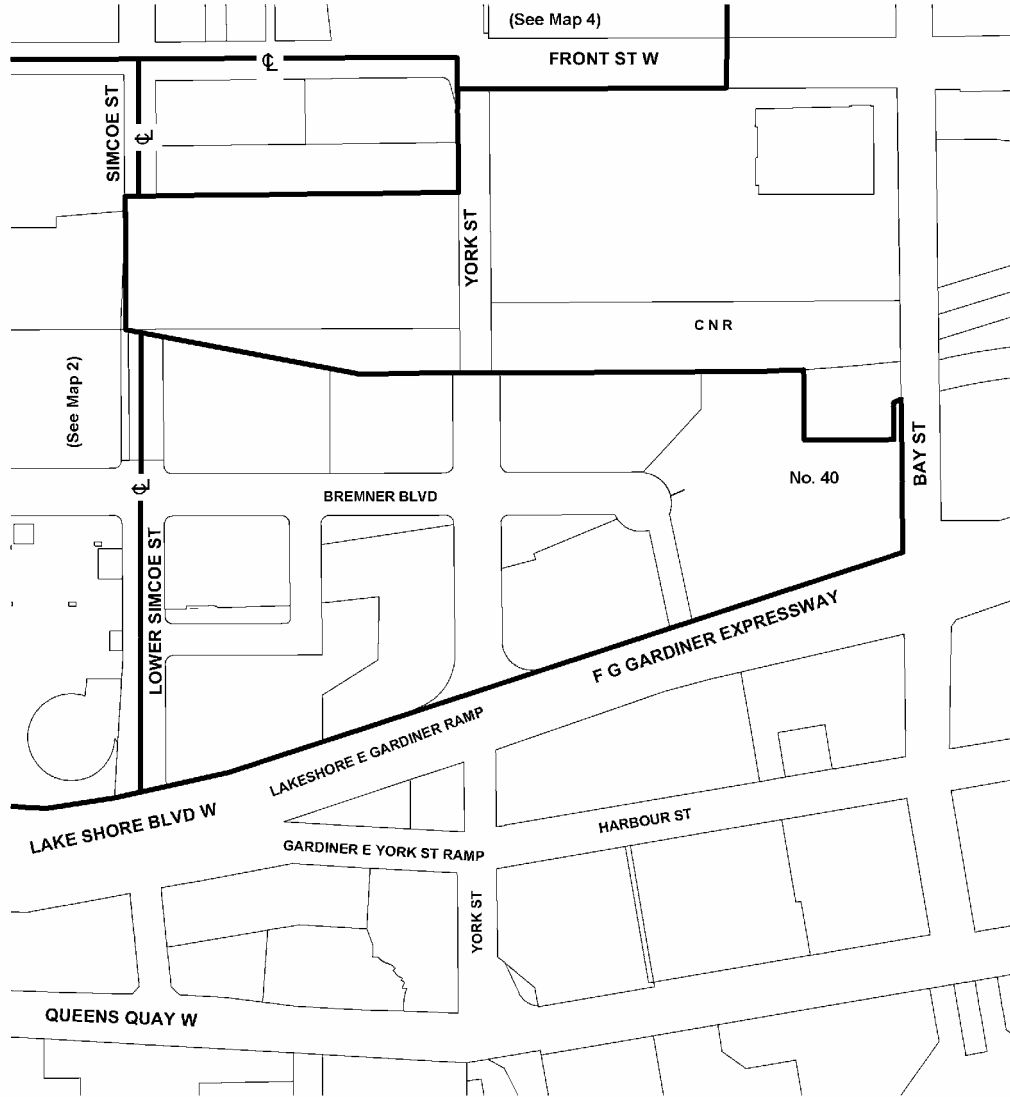 (See Map 4)
FRONT ST W
℄
SIMCOE ST
℄
YORK ST
C N R
(See Map 2)
BAY ST
No. 40
℄
BREMNER BLVD
LOWER SIMCOE ST
F G GARDINER EXPRESSWAY
LAKESHORE E GARDINER RAMP
LAKE SHORE BLVD W
HARBOUR ST
GARDINER E YORK ST RAMP
YORK ST
QUEENS QUAY W